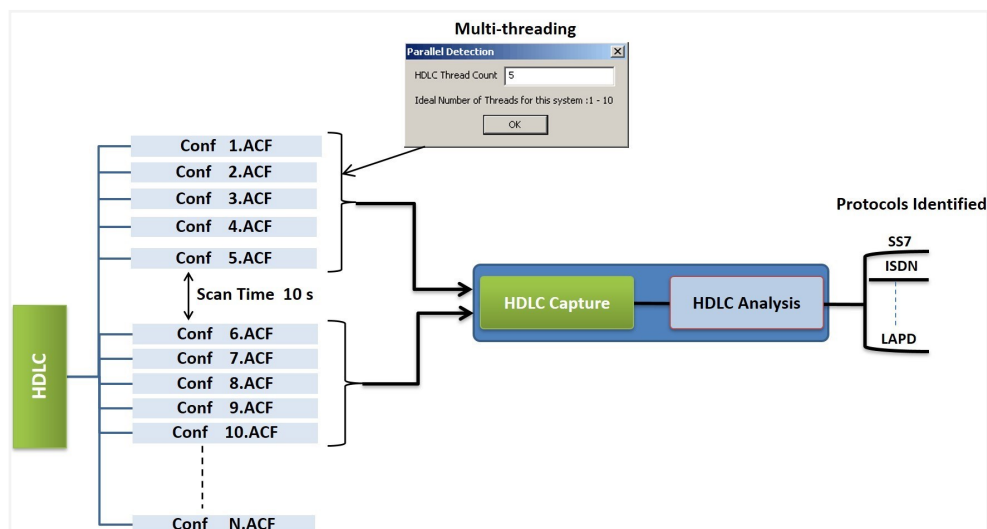 Multi-threading
Parallel Detection
HDLC Thread Count 5
Ideal Number of Threads for this system :1 - 10
OK
Conf 1.ACF
Conf 2.ACF
Conf 3.ACF
Conf 4.ACF
Conf 5.ACF
Scan Time 10 s
Conf 6.ACF
Conf 7.ACF
Conf 8.ACF
Conf 9.ACF
Conf 10.ACF
Conf N.ACF
HDLC
HDLC Capture
HDLC Analysis
Protocols Identified
SS7
ISDN
LAPD